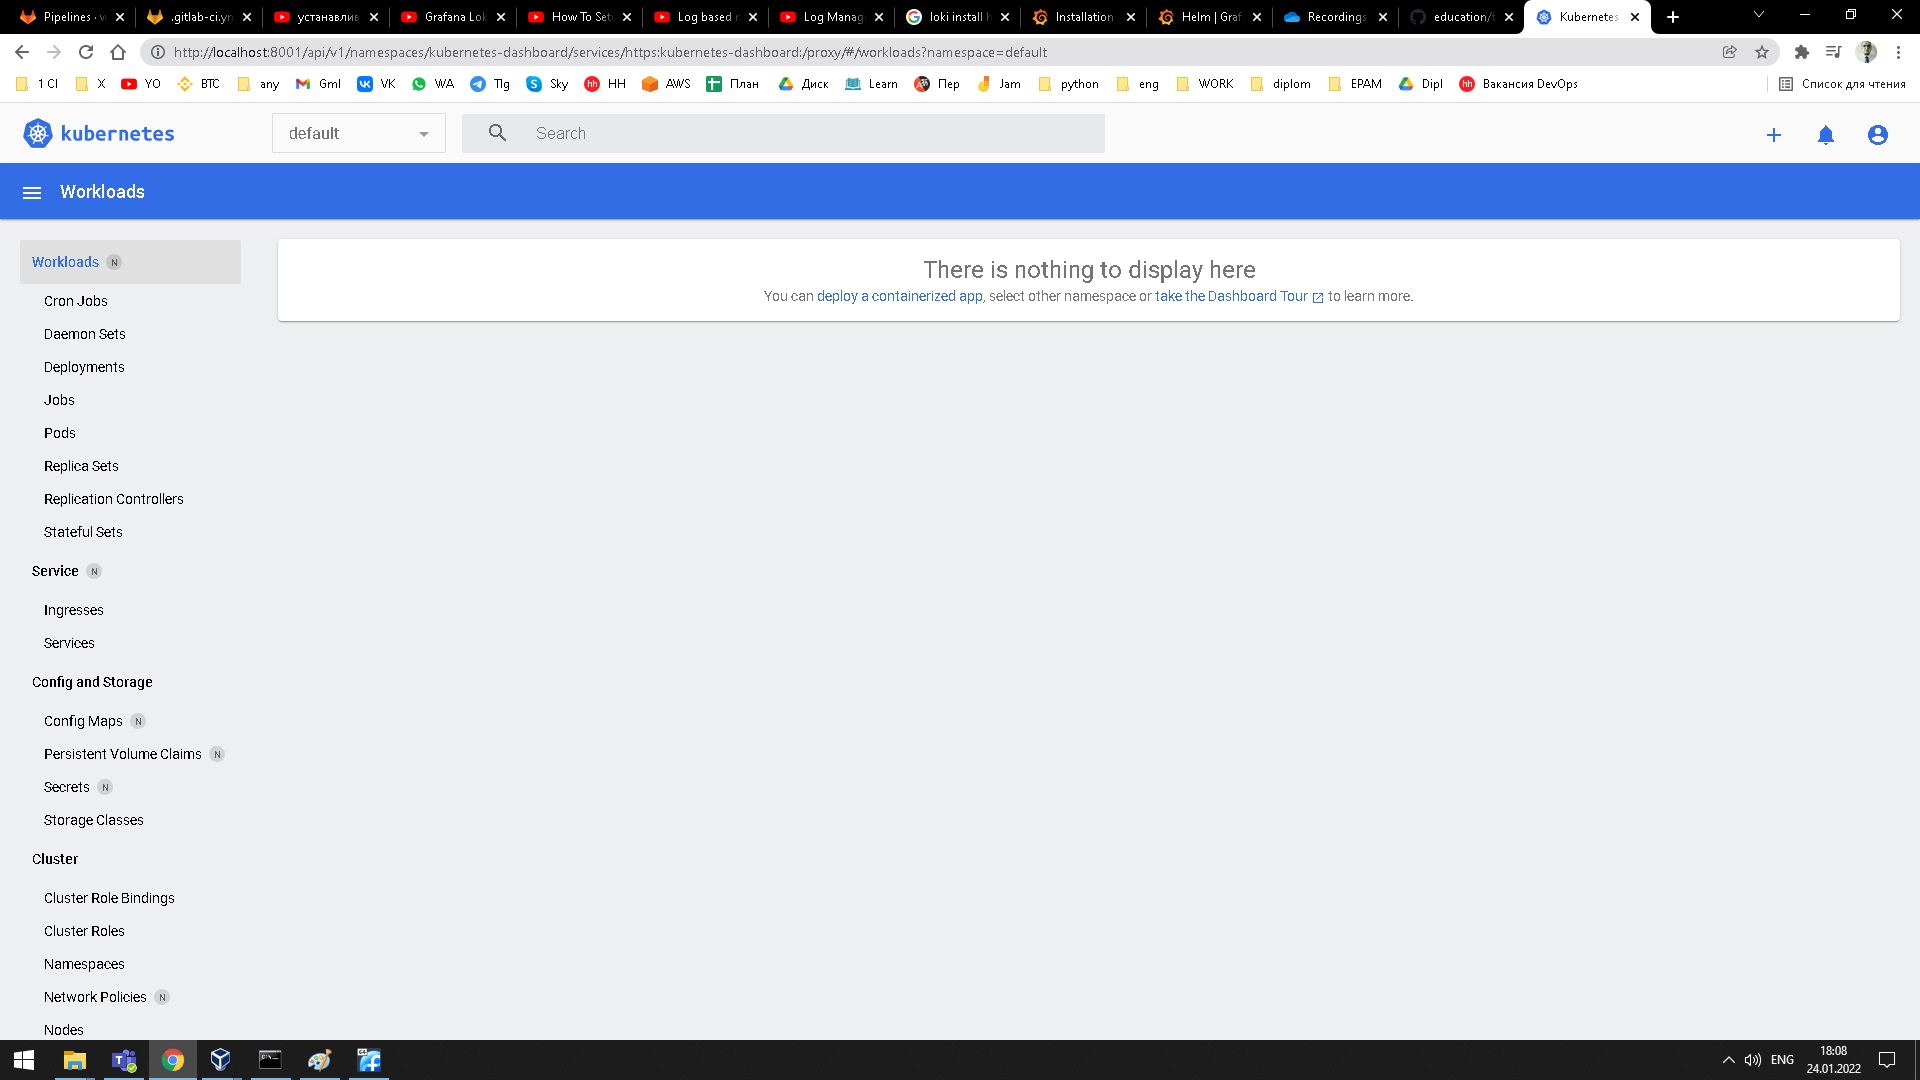 Pipelines · w
.gitlab-ci.yn
устанавлив
Grafana Lok
How To Set
Log based m
Log Manag
loki install h
Installation
Helm | Graf
Recordings
education/t
Kubernetes
http://localhost:8001/api/v1/namespaces/kubernetes-dashboard/services/https:kubernetes-dashboard:/proxy/#/workloads?namespace=default
1 CI X YO BTC any Gml VK WA Tlg Sky HH AWS План Диск Learn Пер Jam python eng WORK diplom EPAM Dipl Вакансия DevOps Список для чтения
kubernetes
default
Search
Workloads
Workloads N
Cron Jobs
Daemon Sets
Deployments
Jobs
Pods
Replica Sets
Replication Controllers
Stateful Sets
Service N
Ingresses
Services
Config and Storage
Config Maps N
Persistent Volume Claims N
Secrets N
Storage Classes
Cluster
Cluster Role Bindings
Cluster Roles
Namespaces
Network Policies N
Nodes
There is nothing to display here
You can deploy a containerized app, select other namespace or take the Dashboard Tour to learn more.
ENG
18:08
24.01.2022